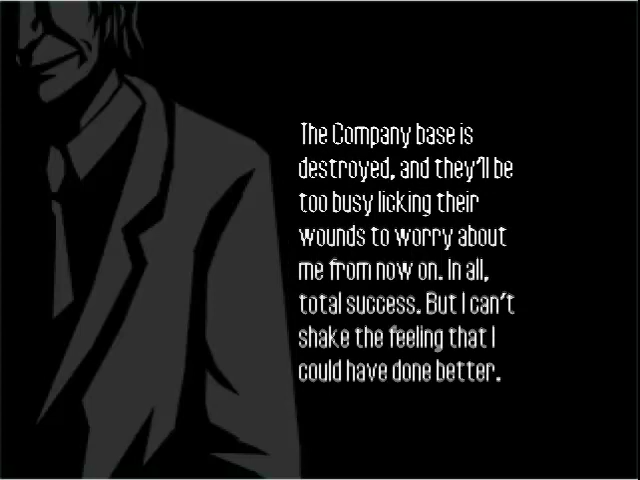 The Company base is
destroyed, and they'll be
too busy licking their
wounds to worry about
me from now on. In all,
total success. But I can't
shake the feeling that I
could have done better.